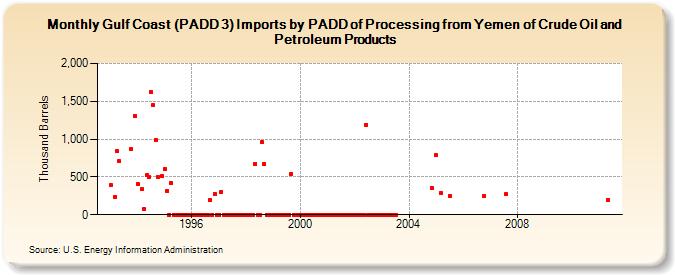 Monthly Gulf Coast (PADD 3) Imports by PADD of Processing from Yemen of Crude Oil and
Petroleum Products
Thousand Barrels
2,000
1,500
1,000
500
0
1996
2000
2004
2008
Source: U.S. Energy Information Administration